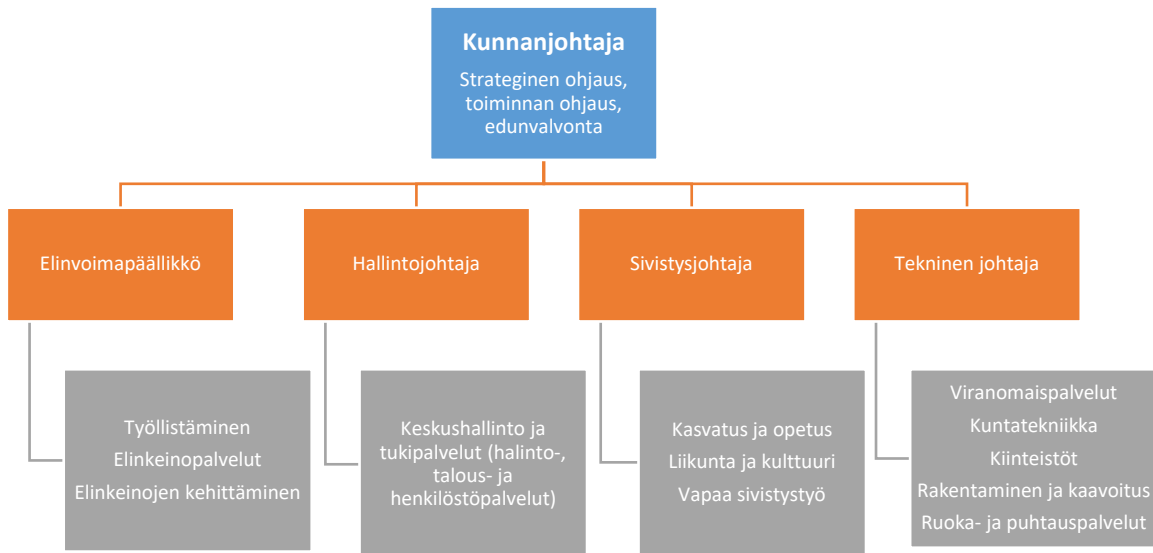 Kunnanjohtaja
Strateginen ohjaus,
toiminnan ohjaus,
edunvalvonta
Elinvoimapäällikkö
Hallintojohtaja
Sivistysjohtaja
Tekninen johtaja
Työllistäminen
Elinkeinopalvelut
Elinkeinojen kehittäminen
Keskushallinto ja
tukipalvelut (halinto-,
talous- ja
henkilöstöpalvelut)
Kasvatus ja opetus
Liikunta ja kulttuuri
Vapaa sivistystyö
Viranomaispalvelut
Kuntatekniikka
Kiinteistöt
Rakentaminen ja kaavoitus
Ruoka- ja puhtauspalvelut